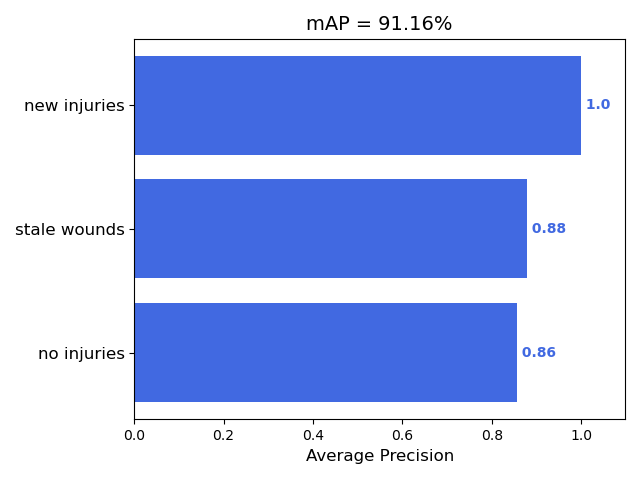 mAP = 91.16%
new injuries
1.0
stale wounds
0.88
no injuries
0.86
0.0 0.2 0.4 0.6 0.8 1.0
Average Precision